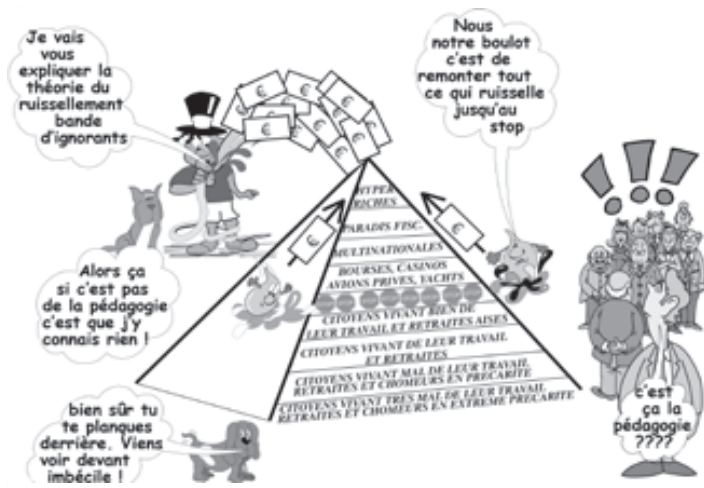 Je vais
vous
expliquer la
théorie du
ruissellement
bande
d'ignorants
Nous
notre boulot
c'est de
remonter tout
ce qui ruisselle
jusqu'au
stop
€
€
€
€
€
€
€
HYPER
RICHES
PARADIS FISC.
MULTINATIONALES
BOURSES, CASINOS
AVIONS PRIVES, YACHTS
CITOYENS VIVANT BIEN DE
LEUR TRAVAIL ET RETRAITES AISES
CITOYENS VIVANT DE LEUR TRAVAIL
ET RETRAITES
CITOYENS VIVANT MAL DE LEUR TRAVAIL
RETRAITES ET CHOMEURS EN PRECARITE
CITOYENS VIVANT TRES MAL DE LEUR TRAVAIL
RETRAITES ET CHOMEURS EN EXTREME PRECARITE
Alors ça
si c'est pas
de la pédagogie
c'est que j'y
connais rien !
bien sûr tu
te planques
derrière. Viens
voir devant
imbécile !
!!!
c'est
ça la
pédagogie
????